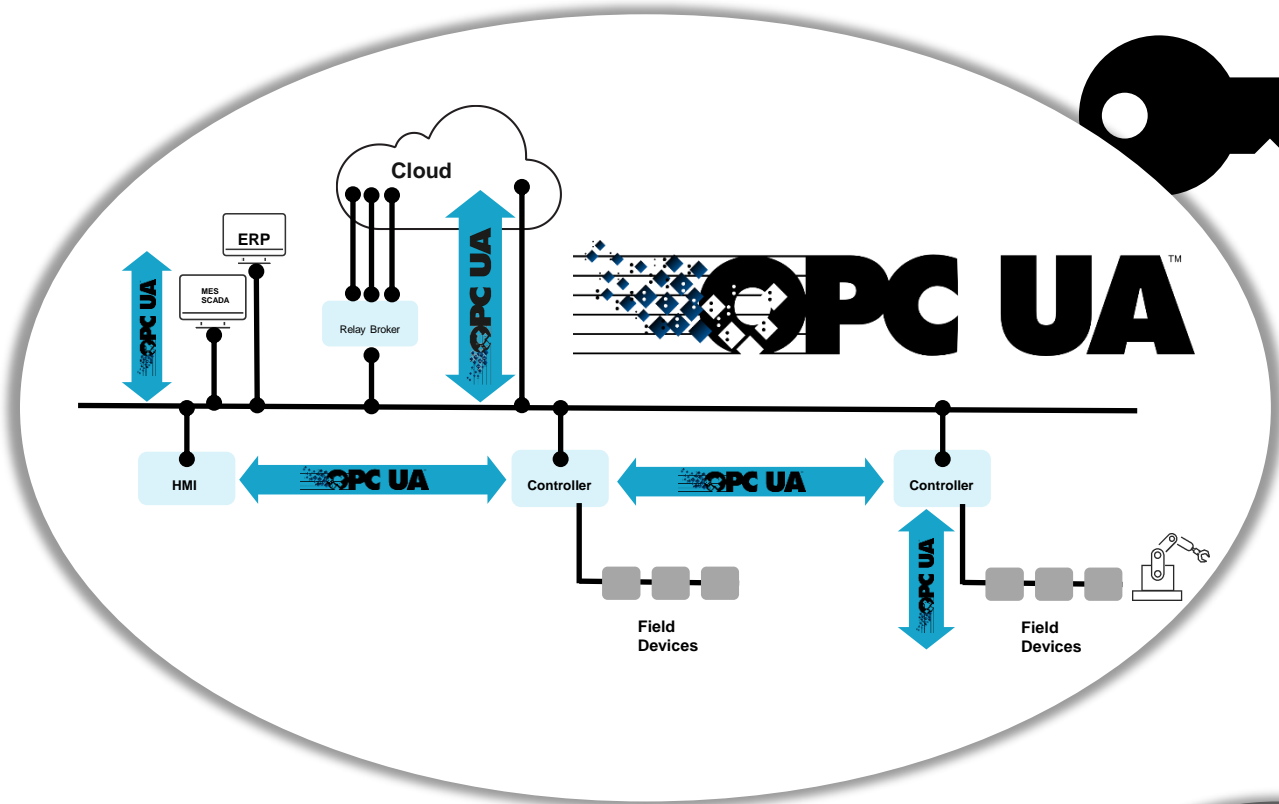 Cloud
ERP
MES
SCADA
OPC UA
OPC UA
Relay Broker
OPC UA™
HMI
OPC UA
Controller
OPC UA
Controller
OPC UA
Field
Devices
Field
Devices